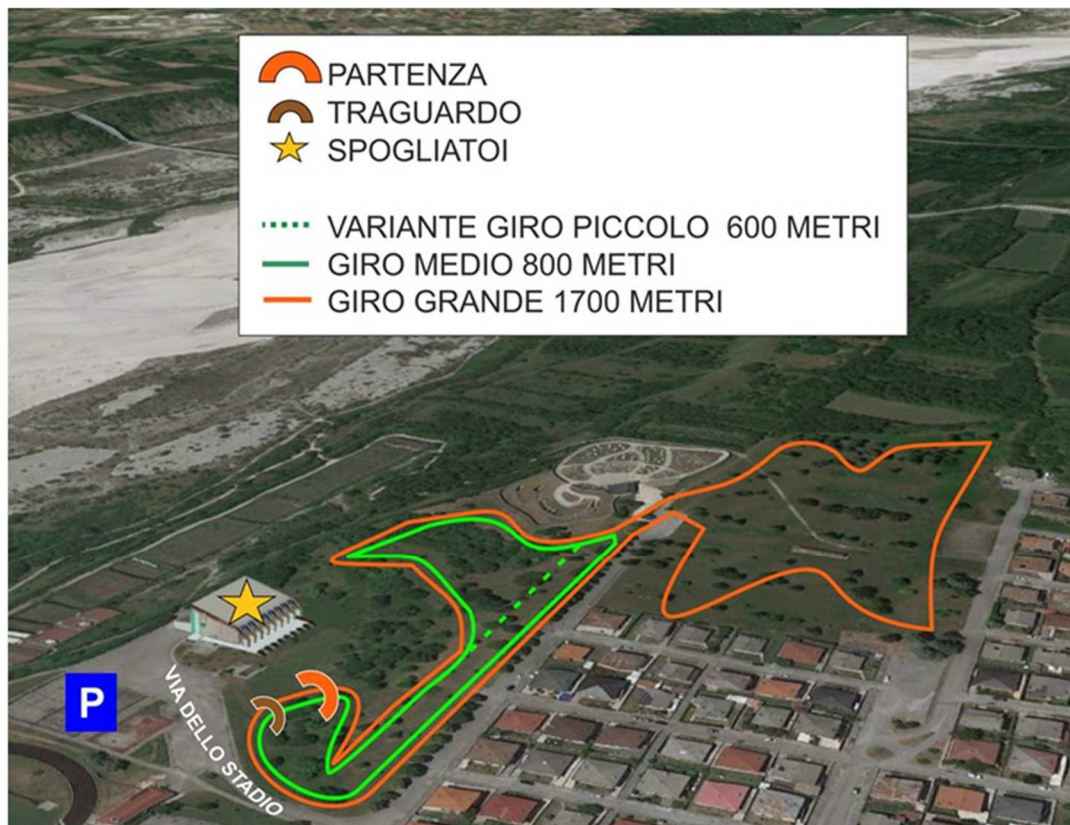 PARTENZA
TRAGUARDO
SPOGLIATOI
VARIANTE GIRO PICCOLO 600 METRI
GIRO MEDIO 800 METRI
GIRO GRANDE 1700 METRI
P
VIA DELLO STADIO